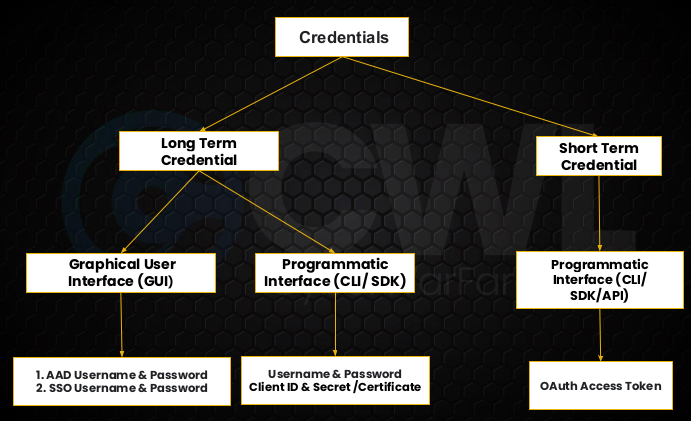 Credentials
Long Term
Credential
Short Term
Credential
Graphical User
Interface (GUI)
Programmatic
Interface (CLI/ SDK)
Programmatic
Interface (CLI/
SDK/API)
1. AAD Username & Password
2. SSO Username & Password
Username & Password
Client ID & Secret /Certificate
OAuth Access Token
CWL